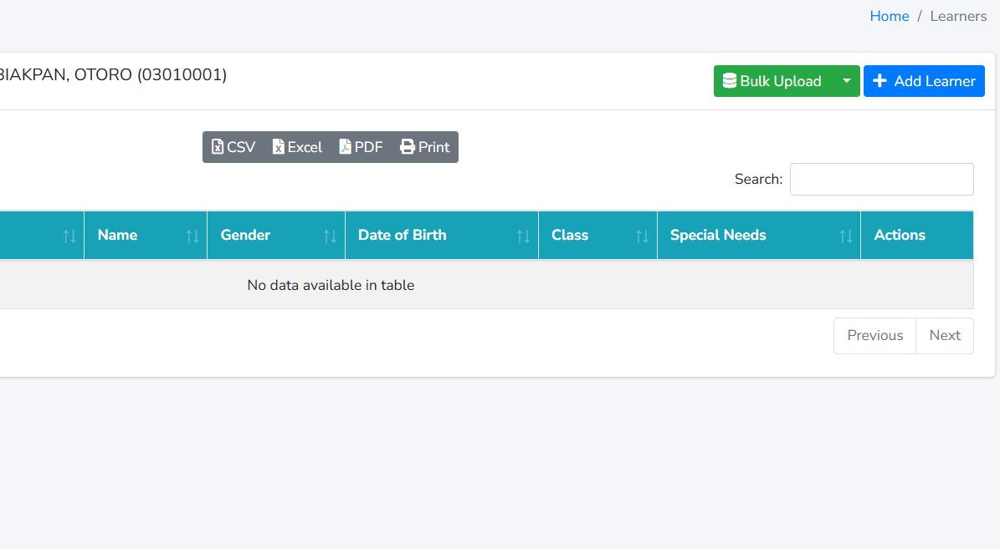 Home / Learners
BIAKPAN, OTORO (03010001)
Bulk Upload
Add Learner
CSV Excel PDF Print
Search:
Name Gender Date of Birth Class Special Needs Actions
No data available in table
Previous Next